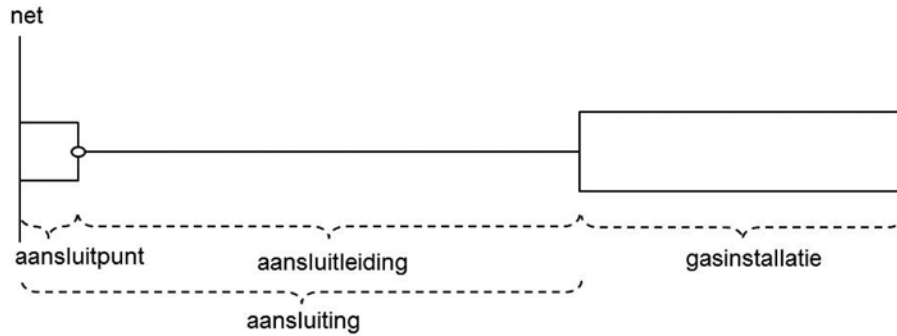 net
aansluitpunt
aansluitleiding
gasinstallatie
aansluiting